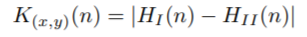 K_{(x,y)}(n) = |H_I(n) − H_{II}(n)|